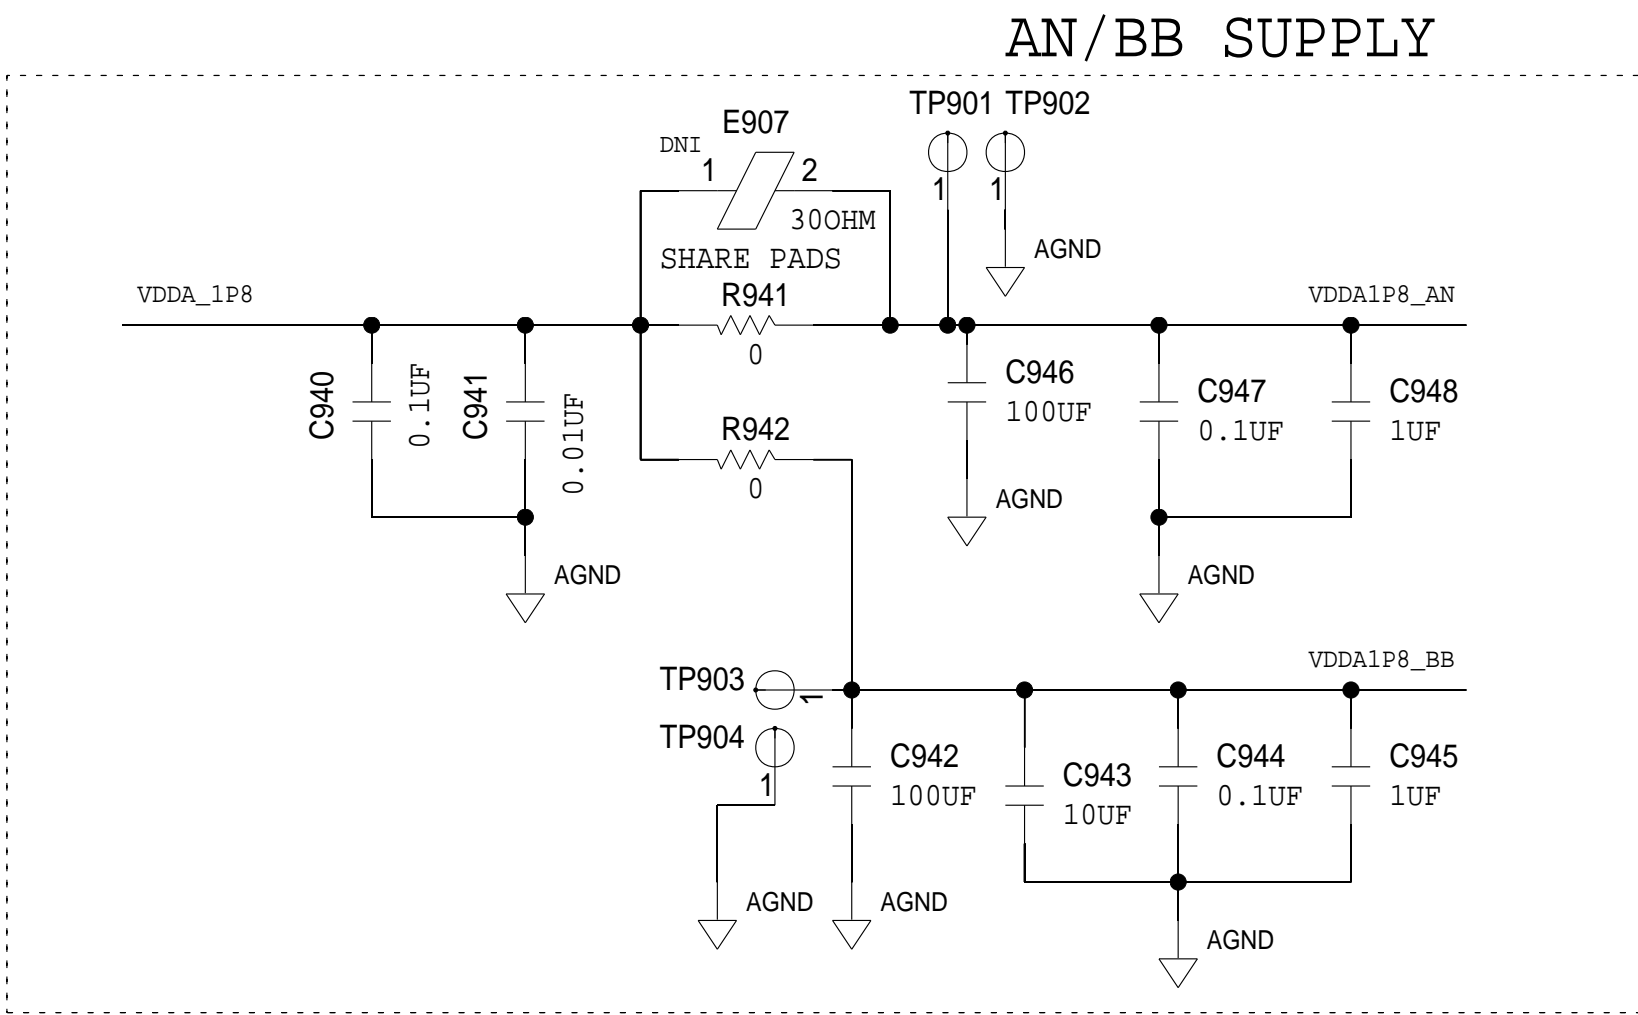 AN/BB SUPPLY
TP901 TP902
E907
DNI
1
2
30OHM
1
1
AGND
SHARE PADS
VDDA_1P8
R941
0
VDDA1P8_AN
C940
0.1UF
C941
0.01UF
C946
100UF
C947
0.1UF
C948
1UF
R942
0
AGND
AGND
AGND
VDDA1P8_BB
TP903
1
TP904
1
C942
100UF
C943
10UF
C944
0.1UF
C945
1UF
AGND
AGND
AGND